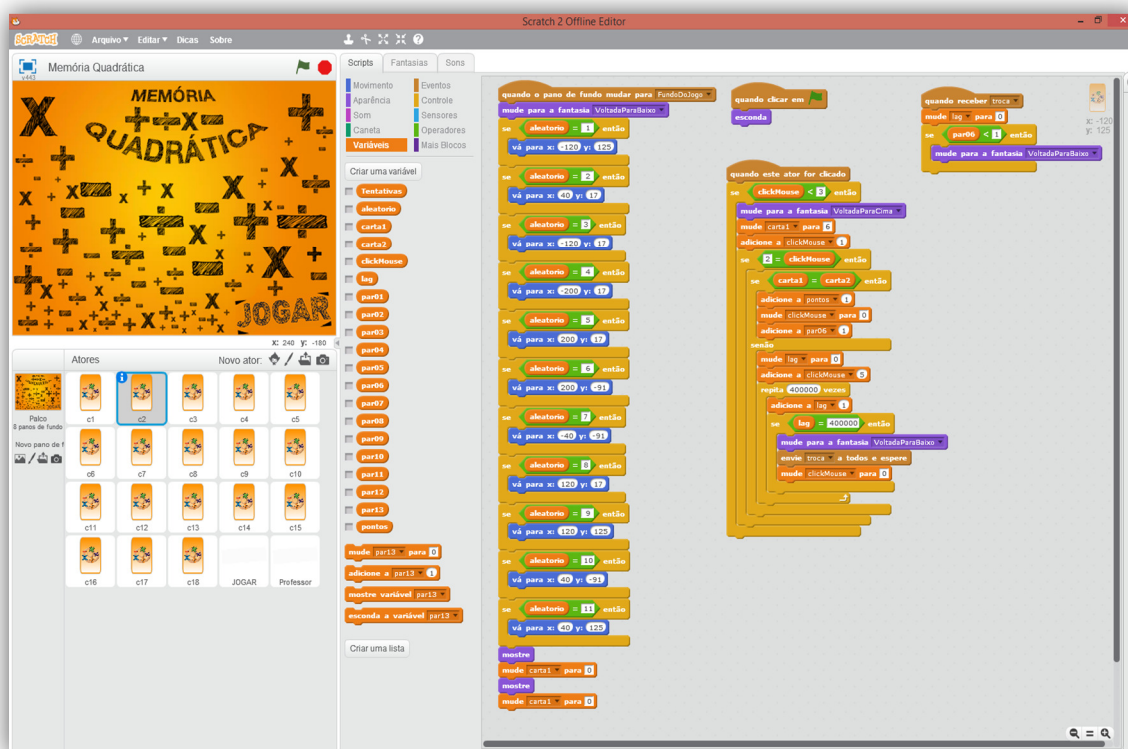 Scratch 2 Offline Editor
SCRATCH Arquivo Editar Dicas Sobre
Memória Quadrática
v443
MEMÓRIA
QUADRÁTICA
JOGAR
X: 240 y: -180
Atores Novo ator:
Palco
8 panos de fundo
Novo pano de f
c1 c2 c3 c4 c5
c6 c7 c8 c9 c10
c11 c12 c13 c14 c15
c16 c17 c18 JOGAR Professor
Scripts Fantasias Sons
Movimento Eventos
Aparência Controle
Som Sensores
Caneta Operadores
Variáveis Mais Blocos
Criar uma variável
Tentativas
aleatorio
carta1
carta2
clickMouse
lag
par01
par02
par03
par04
par05
par06
par07
par08
par09
par10
par11
par12
par13
pontos
mude par13 para 0
adicione a par13 1
mostre variável par13
esconda a variável par13
Criar uma lista
quando o pano de fundo mudar para FundoDoJogo
mude para a fantasia VoltadaParaBaixo
se aleatorio = 1 então
vá para x: -120 y: 125
se aleatorio = 2 então
vá para x: 40 y: 17
se aleatorio = 3 então
vá para x: -120 y: 17
se aleatorio = 4 então
vá para x: -200 y: 17
se aleatorio = 5 então
vá para x: 200 y: 17
se aleatorio = 6 então
vá para x: 200 y: -91
se aleatorio = 7 então
vá para x: -40 y: -91
se aleatorio = 8 então
vá para x: 120 y: 17
se aleatorio = 9 então
vá para x: 120 y: 125
se aleatorio = 10 então
vá para x: 40 y: -91
se aleatorio = 11 então
vá para x: 40 y: 125
mostre
mude carta1 para 0
mostre
mude carta1 para 0
quando clicar em
esconda
quando este ator for clicado
se clickMouse < 3 então
mude para a fantasia VoltadaParaCima
mude carta1 para 6
adicione a clickMouse 1
se 2 = clickMouse então
se carta1 = carta2 então
adicione a pontos 1
mude clickMouse para 0
adicione a par06 1
senão
mude lag para 0
adicione a clickMouse 5
repita 400000 vezes
adicione a lag 1
se lag = 400000 então
mude para a fantasia VoltadaParaBaixo
envie troca a todos e espere
mude clickMouse para 0
quando receber troca
mude lag para 0
se par06 < 1 então
mude para a fantasia VoltadaParaBaixo
x: -120
y: 125